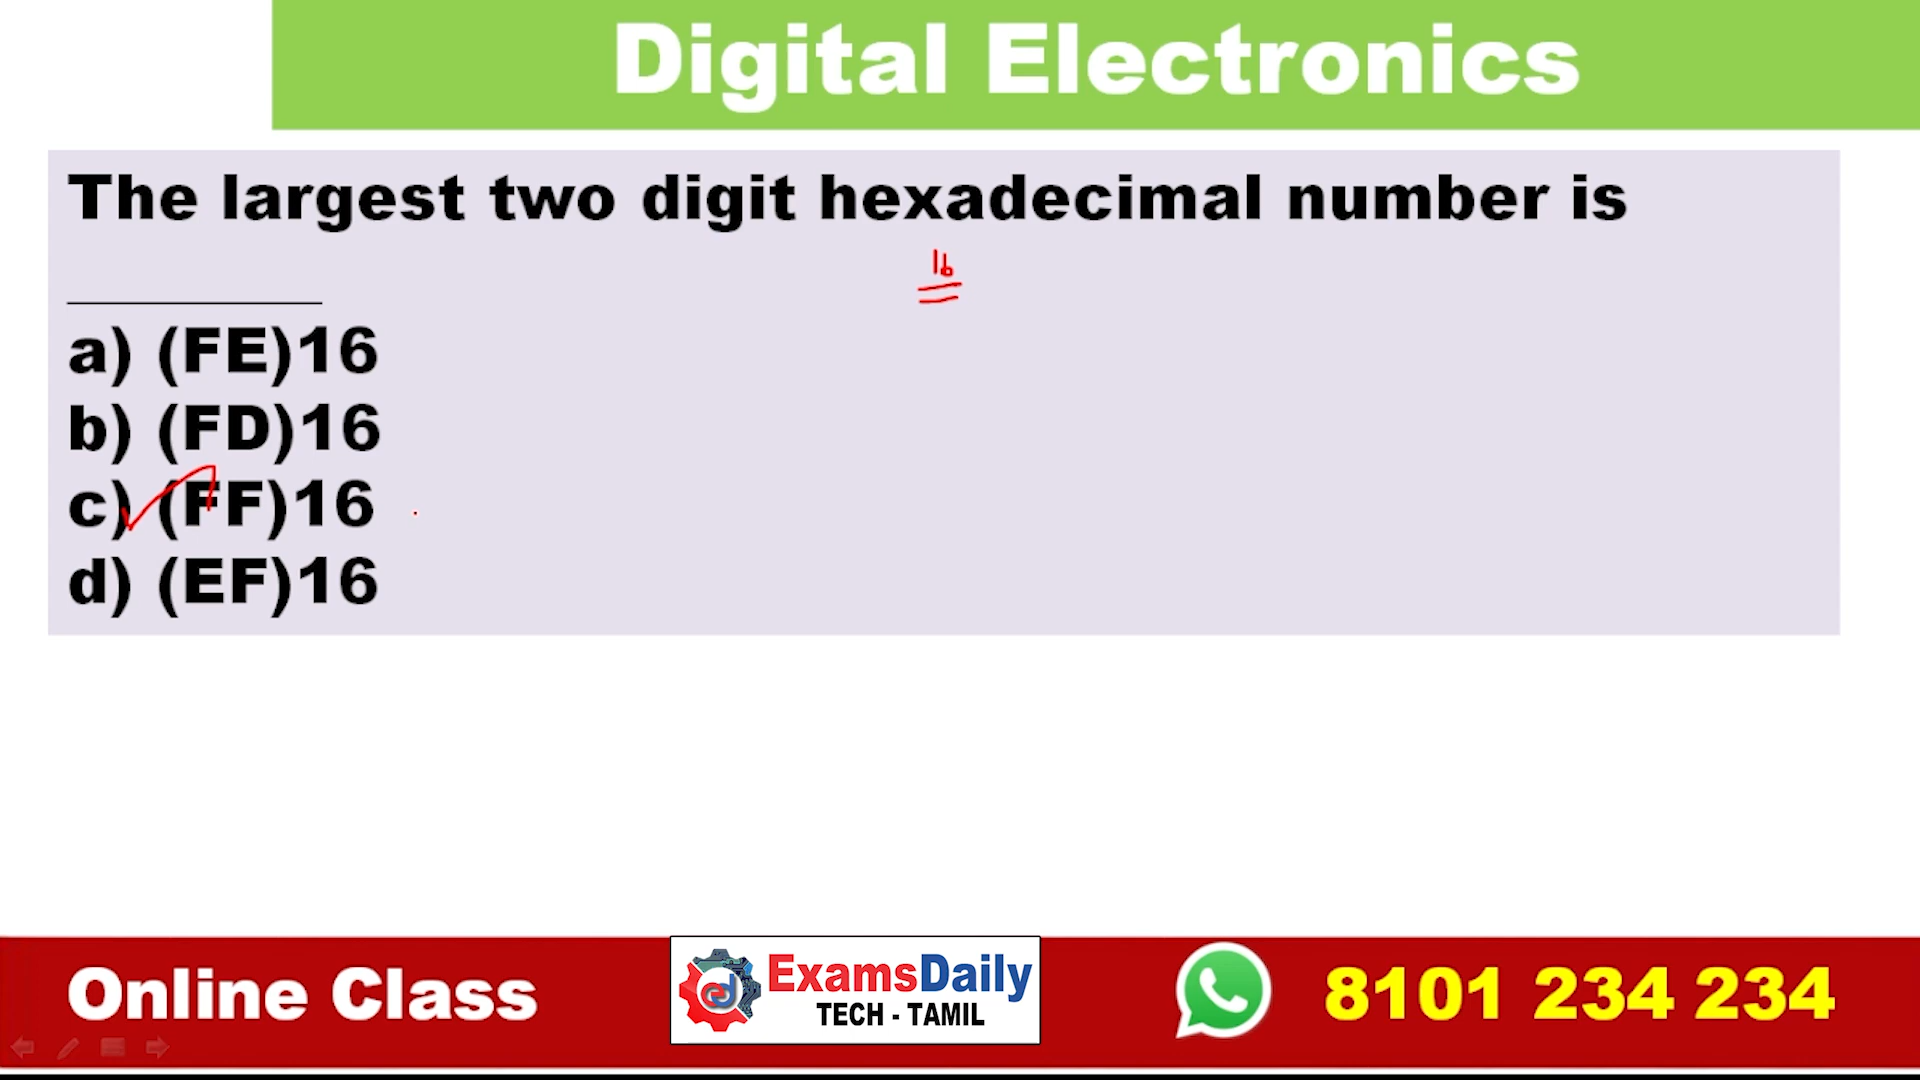 Digital Electronics
The largest two digit hexadecimal number is
16
__________
a) (FE)16
b) (FD)16
c) (FF)16
d) (EF)16
Online Class
ExamsDaily
TECH - TAMIL
8101 234 234